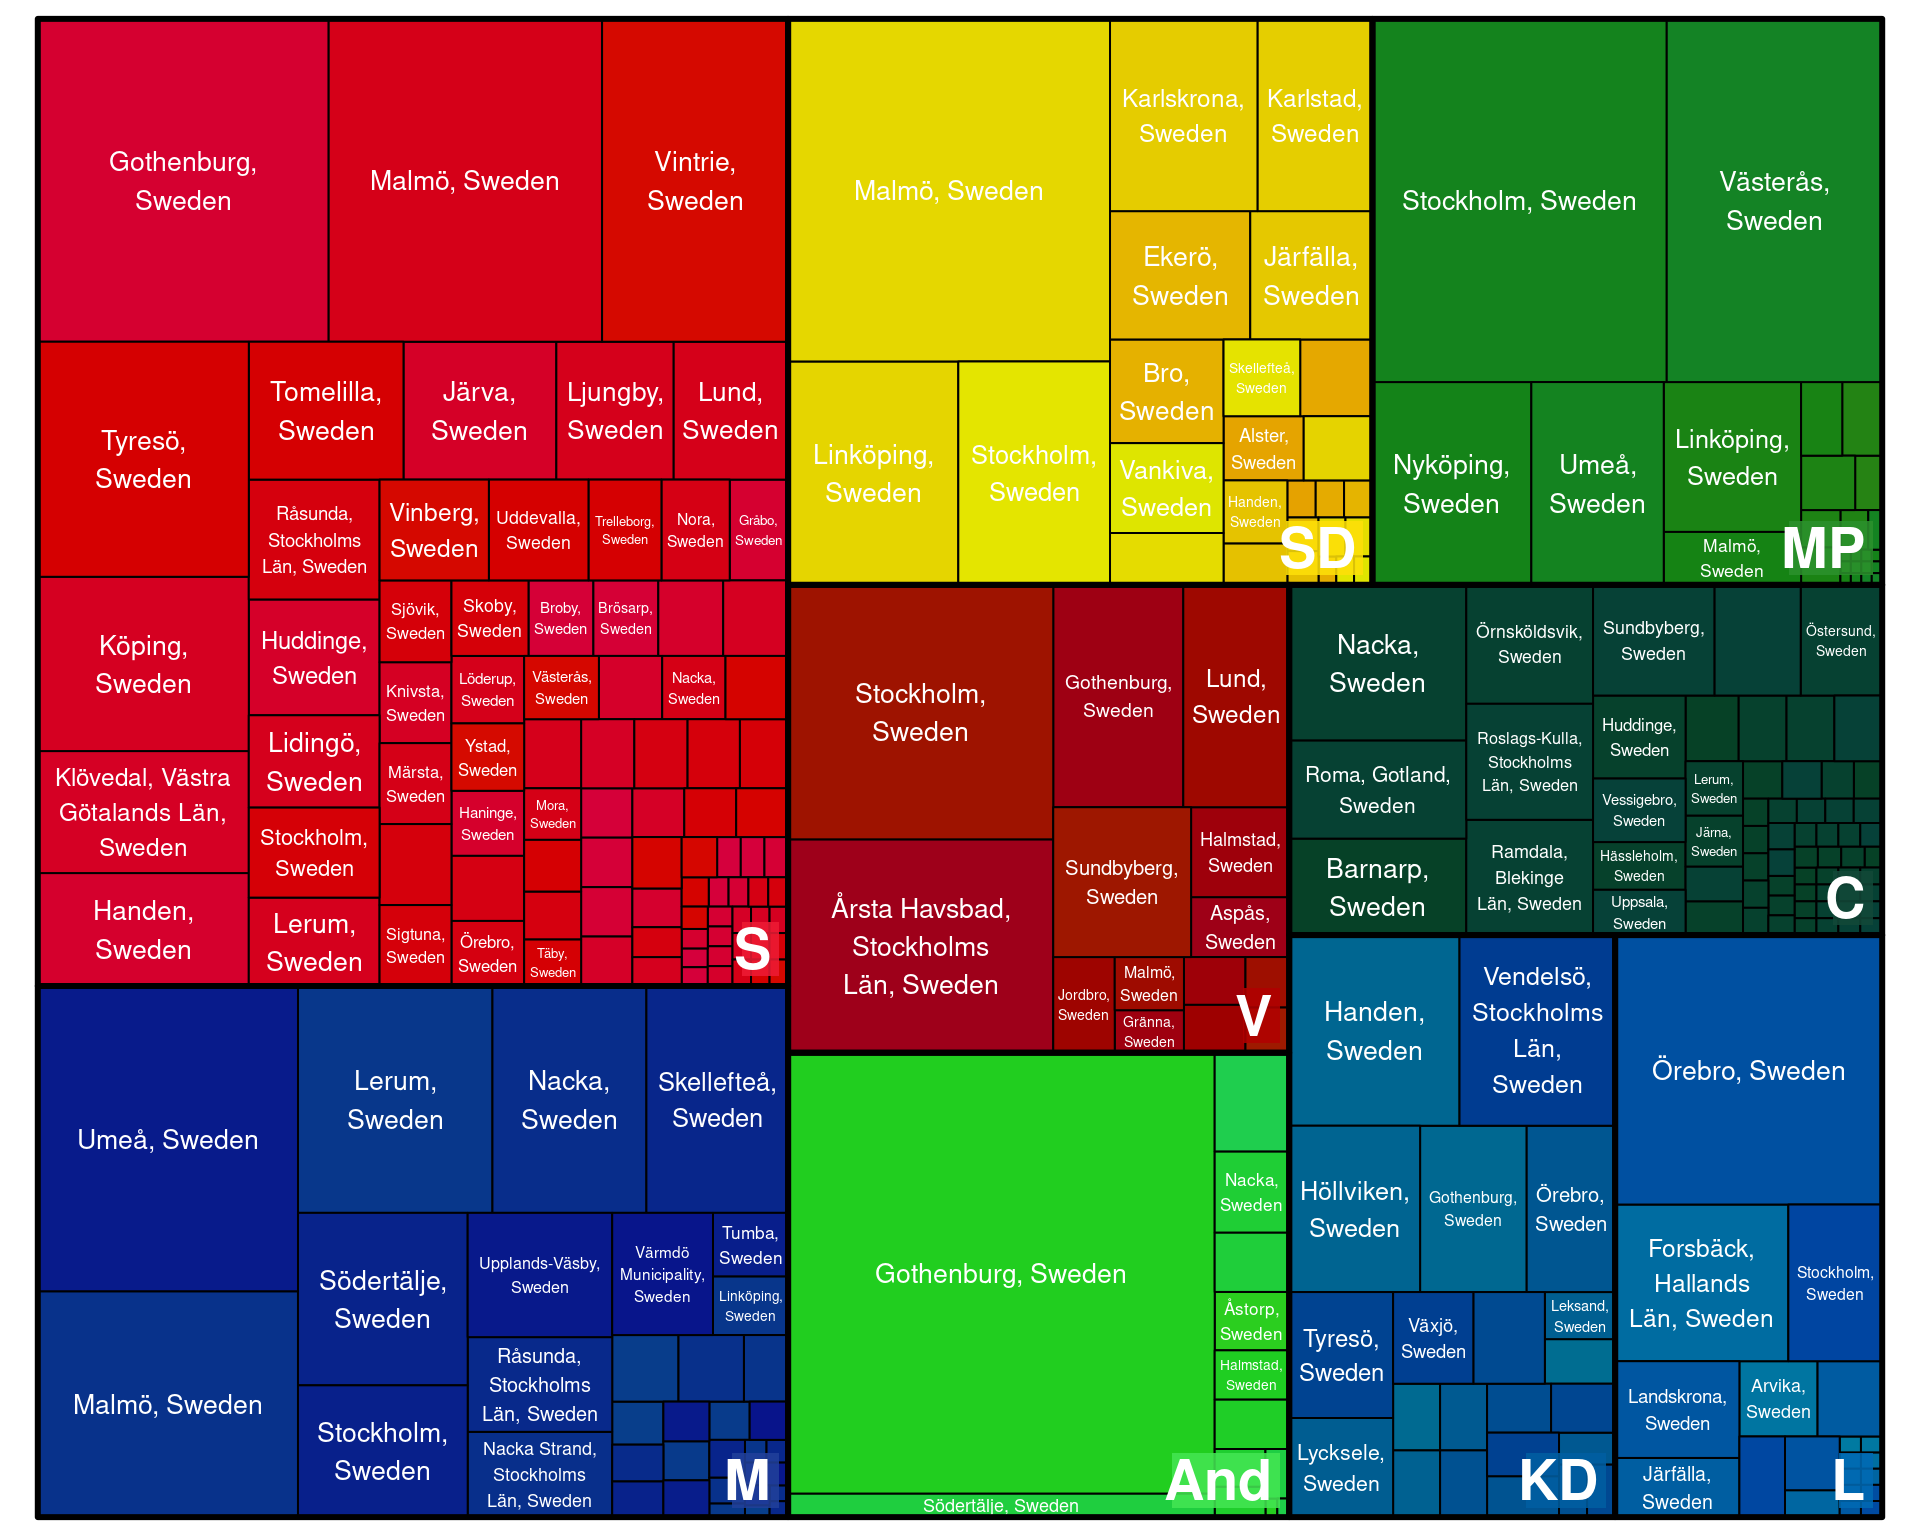 Gothenburg,
Sweden
Malmö, Sweden
Vintrie,
Sweden
Tyresö,
Sweden
Tomelilla,
Sweden
Järva,
Sweden
Ljungby,
Sweden
Lund,
Sweden
Råsunda,
Stockholms
Län, Sweden
Vinberg,
Sweden
Uddevalla,
Sweden
Trelleborg,
Sweden
Nora,
Sweden
Gråbo,
Sweden
Köping,
Sweden
Huddinge,
Sweden
Sjövik,
Sweden
Skoby,
Sweden
Broby,
Sweden
Brösarp,
Sweden
Knivsta,
Sweden
Löderup,
Sweden
Västerås,
Sweden
Nacka,
Sweden
Klövedal, Västra
Götalands Län,
Sweden
Lidingö,
Sweden
Märsta,
Sweden
Ystad,
Sweden
Haninge,
Sweden
Mora,
Sweden
Stockholm,
Sweden
Handen,
Sweden
Lerum,
Sweden
Sigtuna,
Sweden
Örebro,
Sweden
Täby,
Sweden
S
Malmö, Sweden
Karlskrona,
Sweden
Karlstad,
Sweden
Ekerö,
Sweden
Järfälla,
Sweden
Linköping,
Sweden
Stockholm,
Sweden
Bro,
Sweden
Skellefteå,
Sweden
Alster,
Sweden
Vankiva,
Sweden
Handen,
Sweden
SD
Stockholm, Sweden
Västerås,
Sweden
Nyköping,
Sweden
Umeå,
Sweden
Linköping,
Sweden
Malmö,
Sweden
MP
Stockholm,
Sweden
Gothenburg,
Sweden
Lund,
Sweden
Årsta Havsbad,
Stockholms
Län, Sweden
Sundbyberg,
Sweden
Halmstad,
Sweden
Aspås,
Sweden
Jordbro,
Sweden
Malmö,
Sweden
Gränna,
Sweden
V
Nacka,
Sweden
Örnsköldsvik,
Sweden
Sundbyberg,
Sweden
Östersund,
Sweden
Roma, Gotland,
Sweden
Roslags-Kulla,
Stockholms
Län, Sweden
Huddinge,
Sweden
Vessigebro,
Sweden
Lerum,
Sweden
Järna,
Sweden
Barnarp,
Sweden
Ramdala,
Blekinge
Län, Sweden
Hässleholm,
Sweden
Uppsala,
Sweden
C
Umeå, Sweden
Lerum,
Sweden
Nacka,
Sweden
Skellefteå,
Sweden
Södertälje,
Sweden
Upplands-Väsby,
Sweden
Värmdö
Municipality,
Sweden
Tumba,
Sweden
Linköping,
Sweden
Malmö, Sweden
Stockholm,
Sweden
Råsunda,
Stockholms
Län, Sweden
Nacka Strand,
Stockholms
Län, Sweden
M
Gothenburg, Sweden
Nacka,
Sweden
Åstorp,
Sweden
Halmstad,
Sweden
Södertälje, Sweden
And
Handen,
Sweden
Vendelsö,
Stockholms
Län,
Sweden
Höllviken,
Sweden
Gothenburg,
Sweden
Örebro,
Sweden
Tyresö,
Sweden
Växjö,
Sweden
Leksand,
Sweden
Lycksele,
Sweden
KD
Örebro, Sweden
Forsbäck,
Hallands
Län, Sweden
Stockholm,
Sweden
Landskrona,
Sweden
Arvika,
Sweden
Järfälla,
Sweden
L